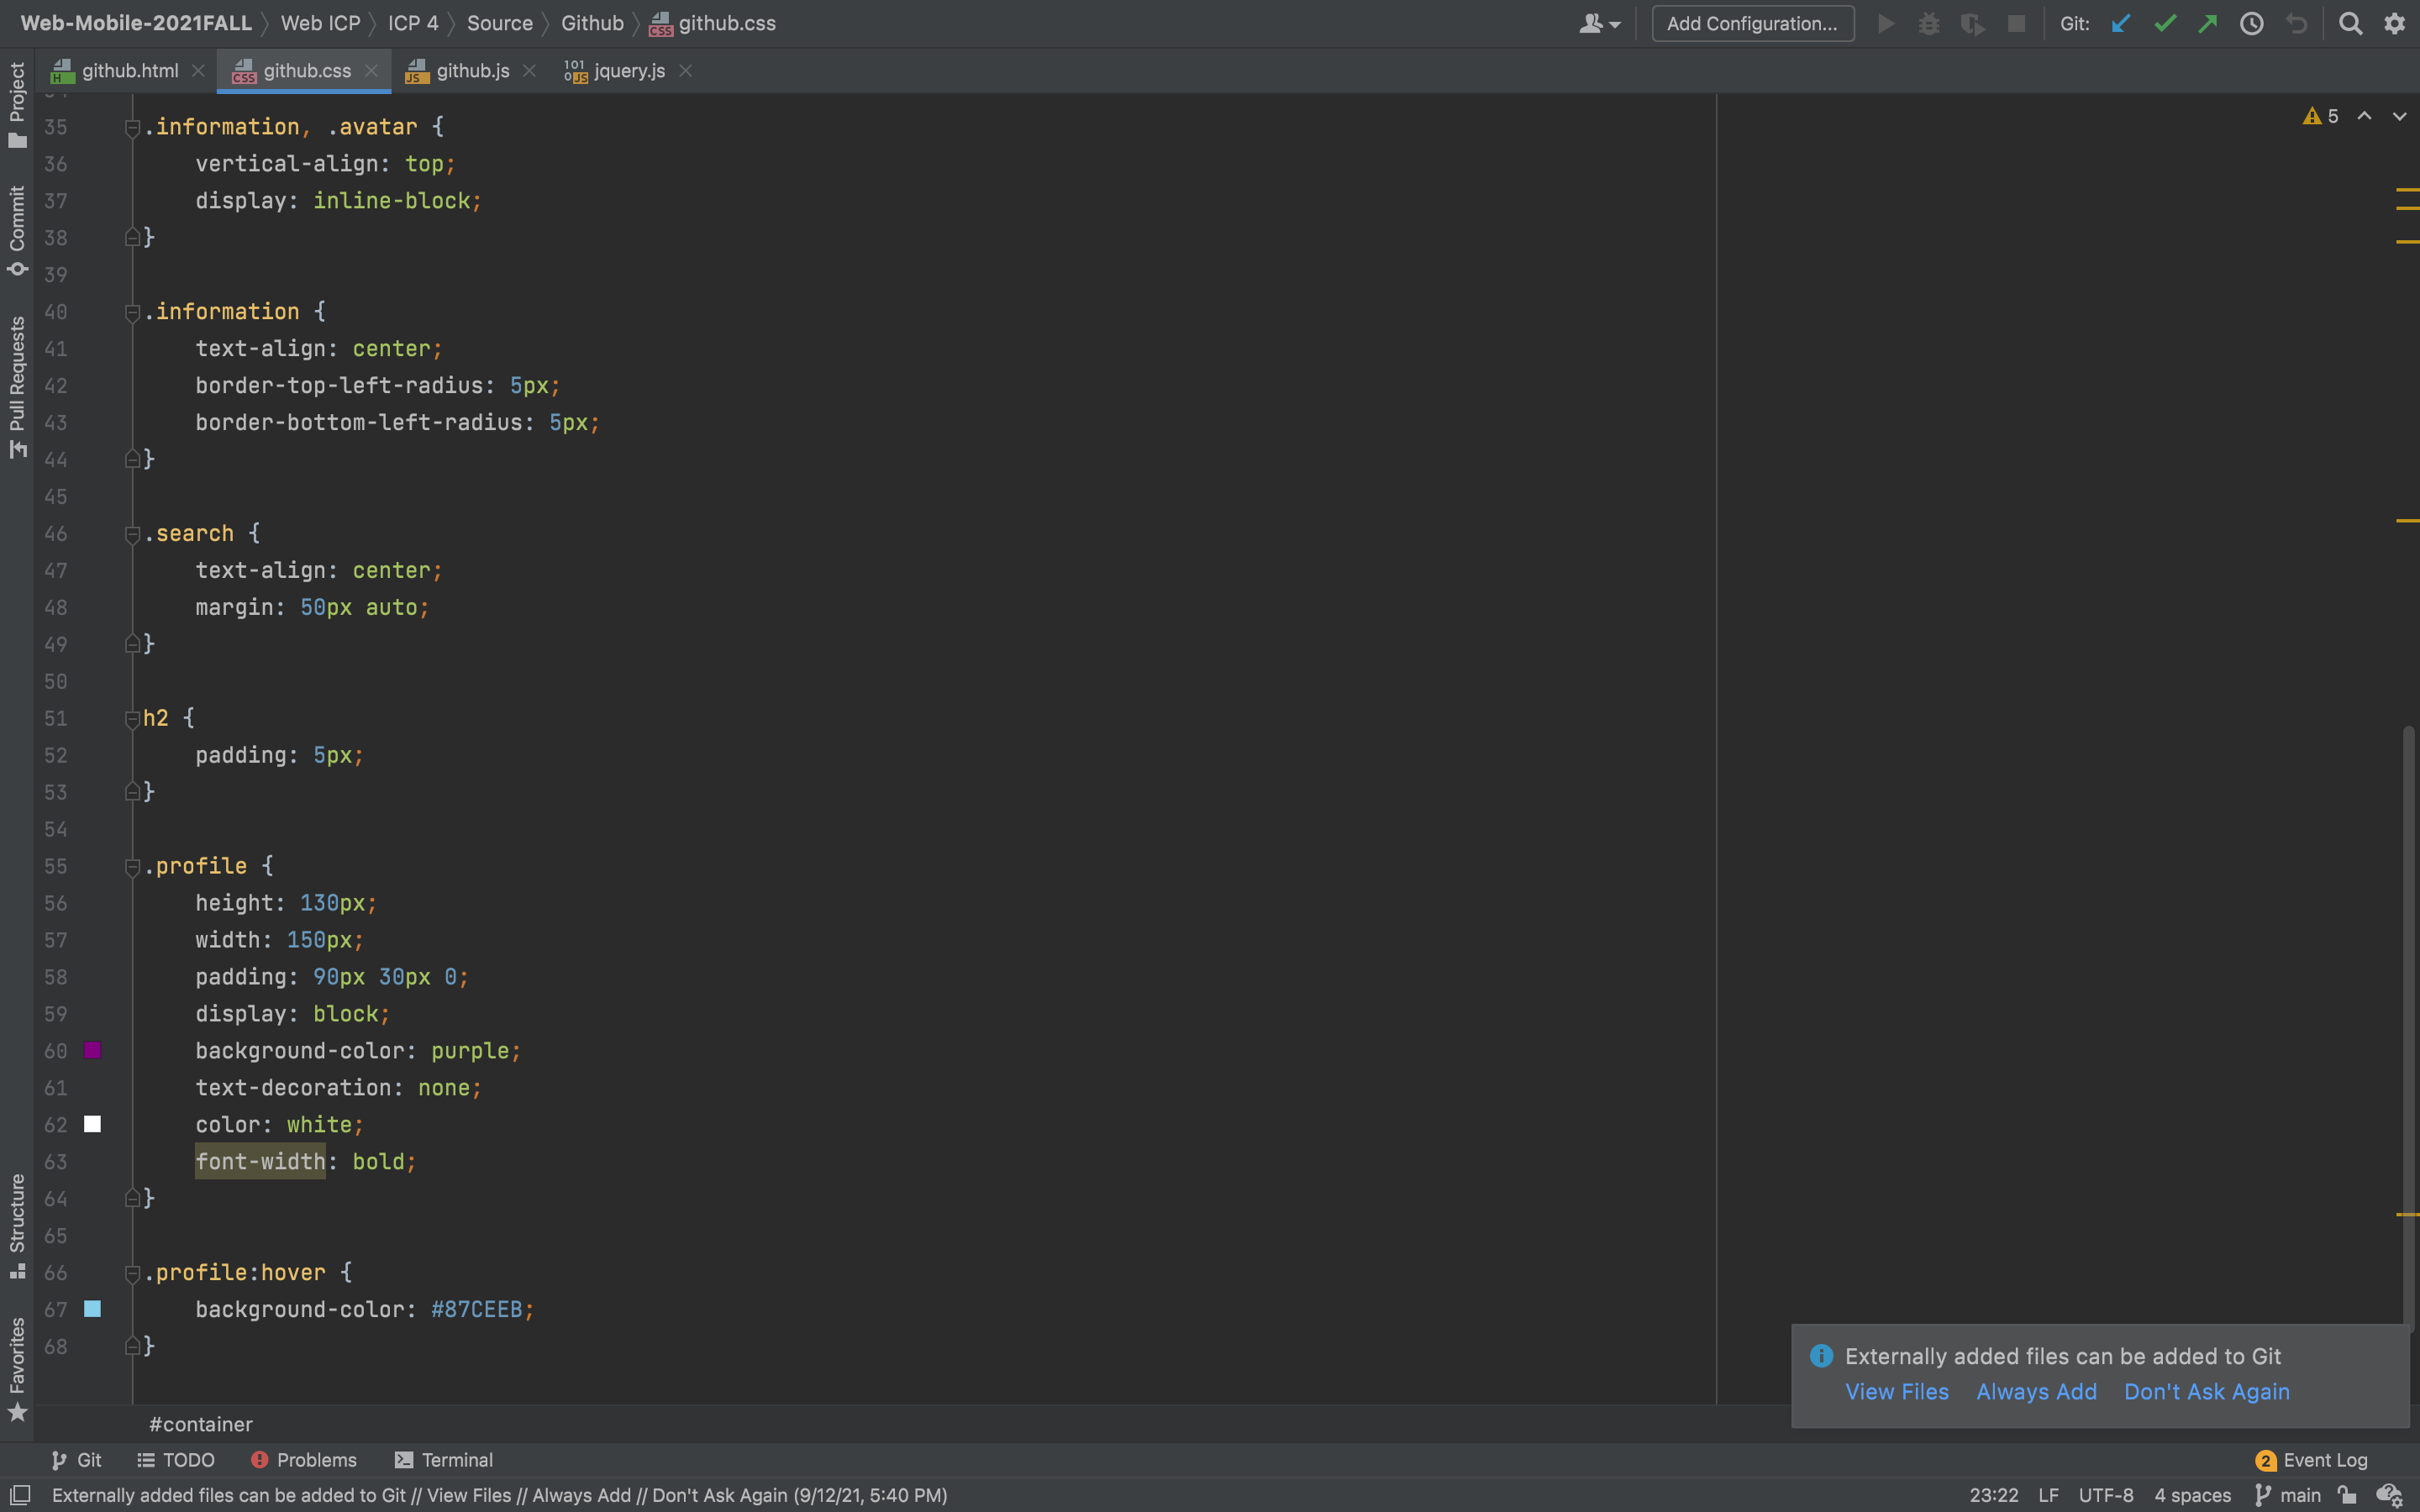 Web-Mobile-2021FALL Web ICP ICP 4 Source Github github.css Add Configuration... Git:
github.html github.css github.js jquery.js
Project
Commit
Pull Requests
Structure
Favorites
5
35 .information, .avatar {
36 vertical-align: top;
37 display: inline-block;
38 }
39
40 .information {
41 text-align: center;
42 border-top-left-radius: 5px;
43 border-bottom-left-radius: 5px;
44 }
45
46 .search {
47 text-align: center;
48 margin: 50px auto;
49 }
50
51 h2 {
52 padding: 5px;
53 }
54
55 .profile {
56 height: 130px;
57 width: 150px;
58 padding: 90px 30px 0;
59 display: block;
60 background-color: purple;
61 text-decoration: none;
62 color: white;
63 font-width: bold;
64 }
65
66 .profile:hover {
67 background-color: #87CEEB;
68 }
Externally added files can be added to Git
View Files Always Add Don't Ask Again
#container
Git TODO Problems Terminal 2 Event Log
Externally added files can be added to Git // View Files // Always Add // Don't Ask Again (9/12/21, 5:40 PM) 23:22 LF UTF-8 4 spaces main